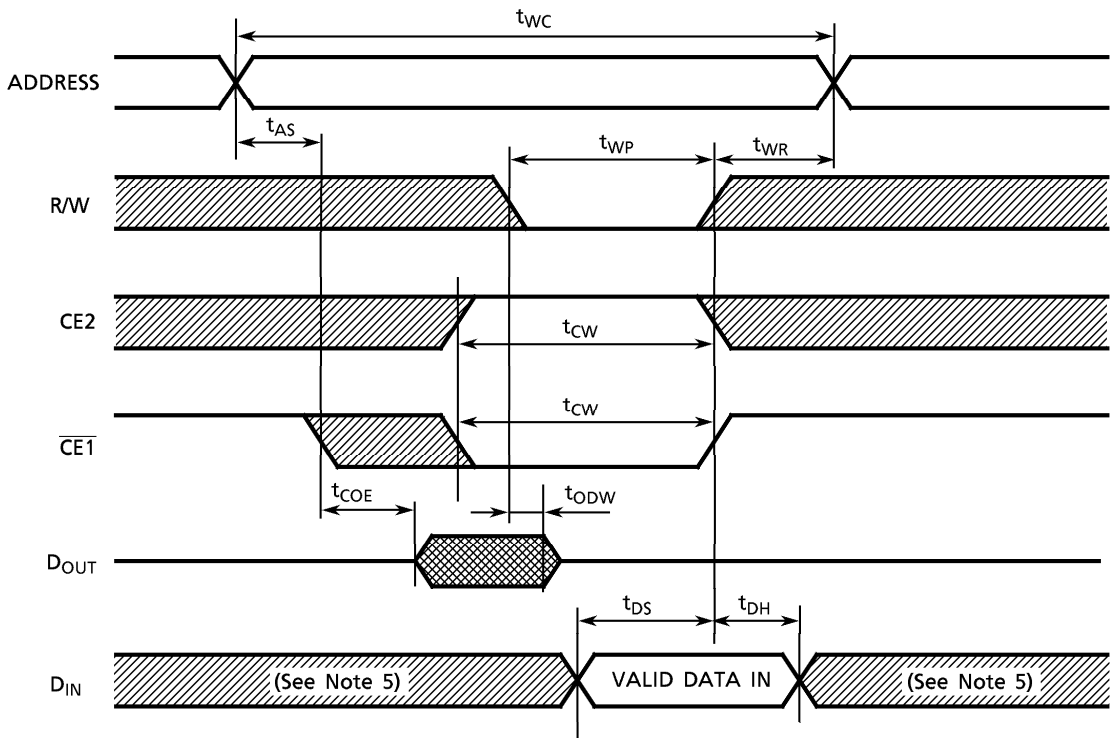 tWC
ADDRESS
tAS
tWP
tWR
R/W
CE2
tCW
tCW
CE1
tCOE
tODW
DOUT
tDS
tDH
DIN
(See Note 5)
VALID DATA IN
(See Note 5)